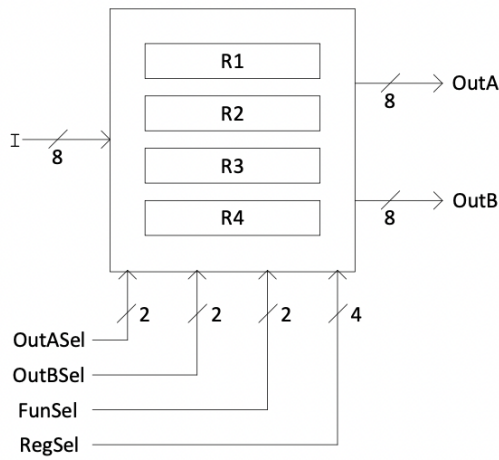 R1
OutA
8
R2
I
8
R3
OutB
R4
8
2
2
2
4
OutASel
OutBSel
FunSel
RegSel